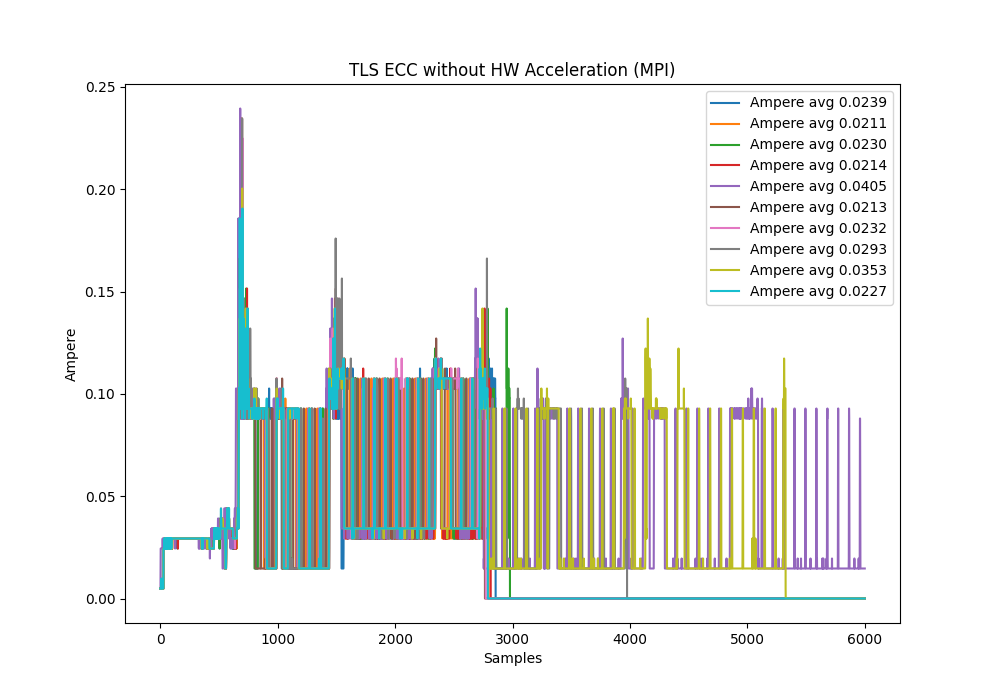 TLS ECC without HW Acceleration (MPI)
Ampere avg 0.0239
Ampere avg 0.0211
Ampere avg 0.0230
Ampere avg 0.0214
Ampere avg 0.0405
Ampere avg 0.0213
Ampere avg 0.0232
Ampere avg 0.0293
Ampere avg 0.0353
Ampere avg 0.0227
Ampere
0.25
0.20
0.15
0.10
0.05
0.00
0 1000 2000 3000 4000 5000 6000
Samples